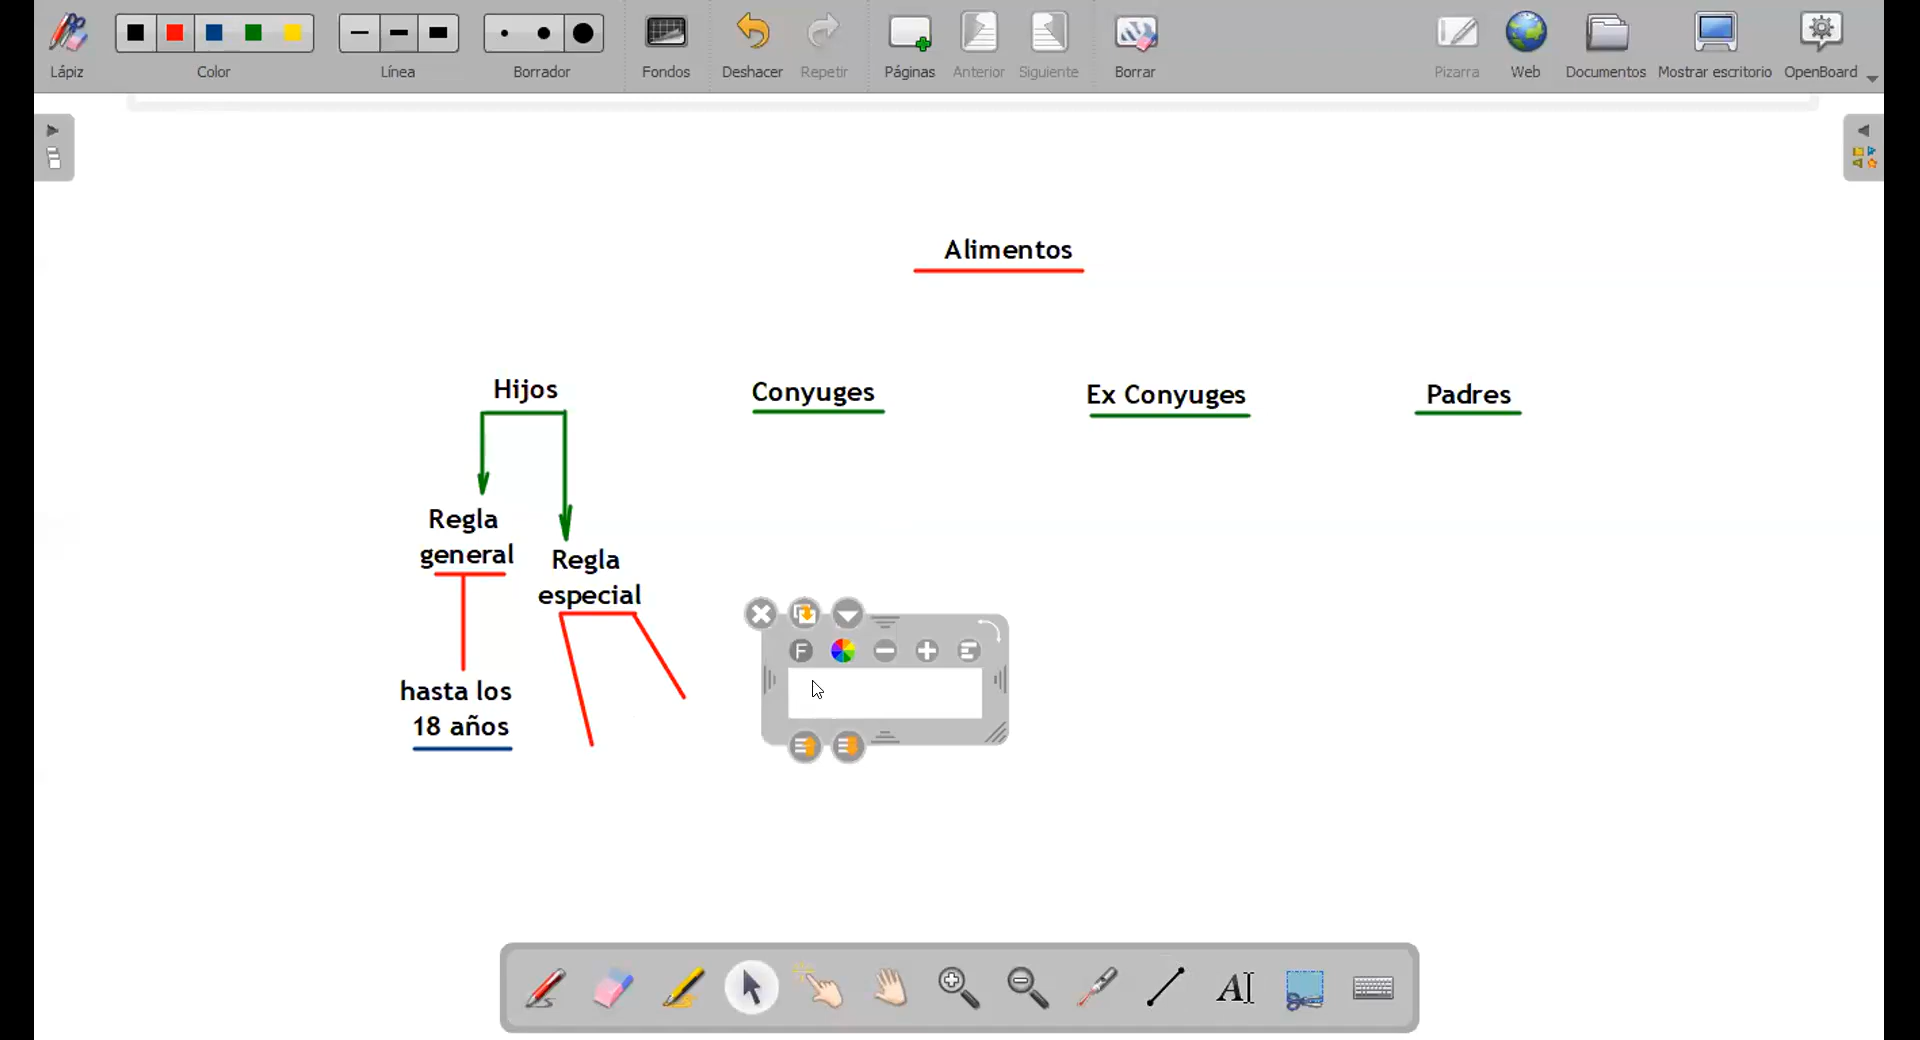 Lápiz
Color
Línea
Borrador
Fondos
Deshacer
Repetir
Páginas
Anterior
Siguiente
Borrar
Pizarra
Web
Documentos
Mostrar escritorio
OpenBoard
Alimentos
Hijos
Conyuges
Ex Conyuges
Padres
Regla
general
Regla
especial
hasta los
18 años
F
A